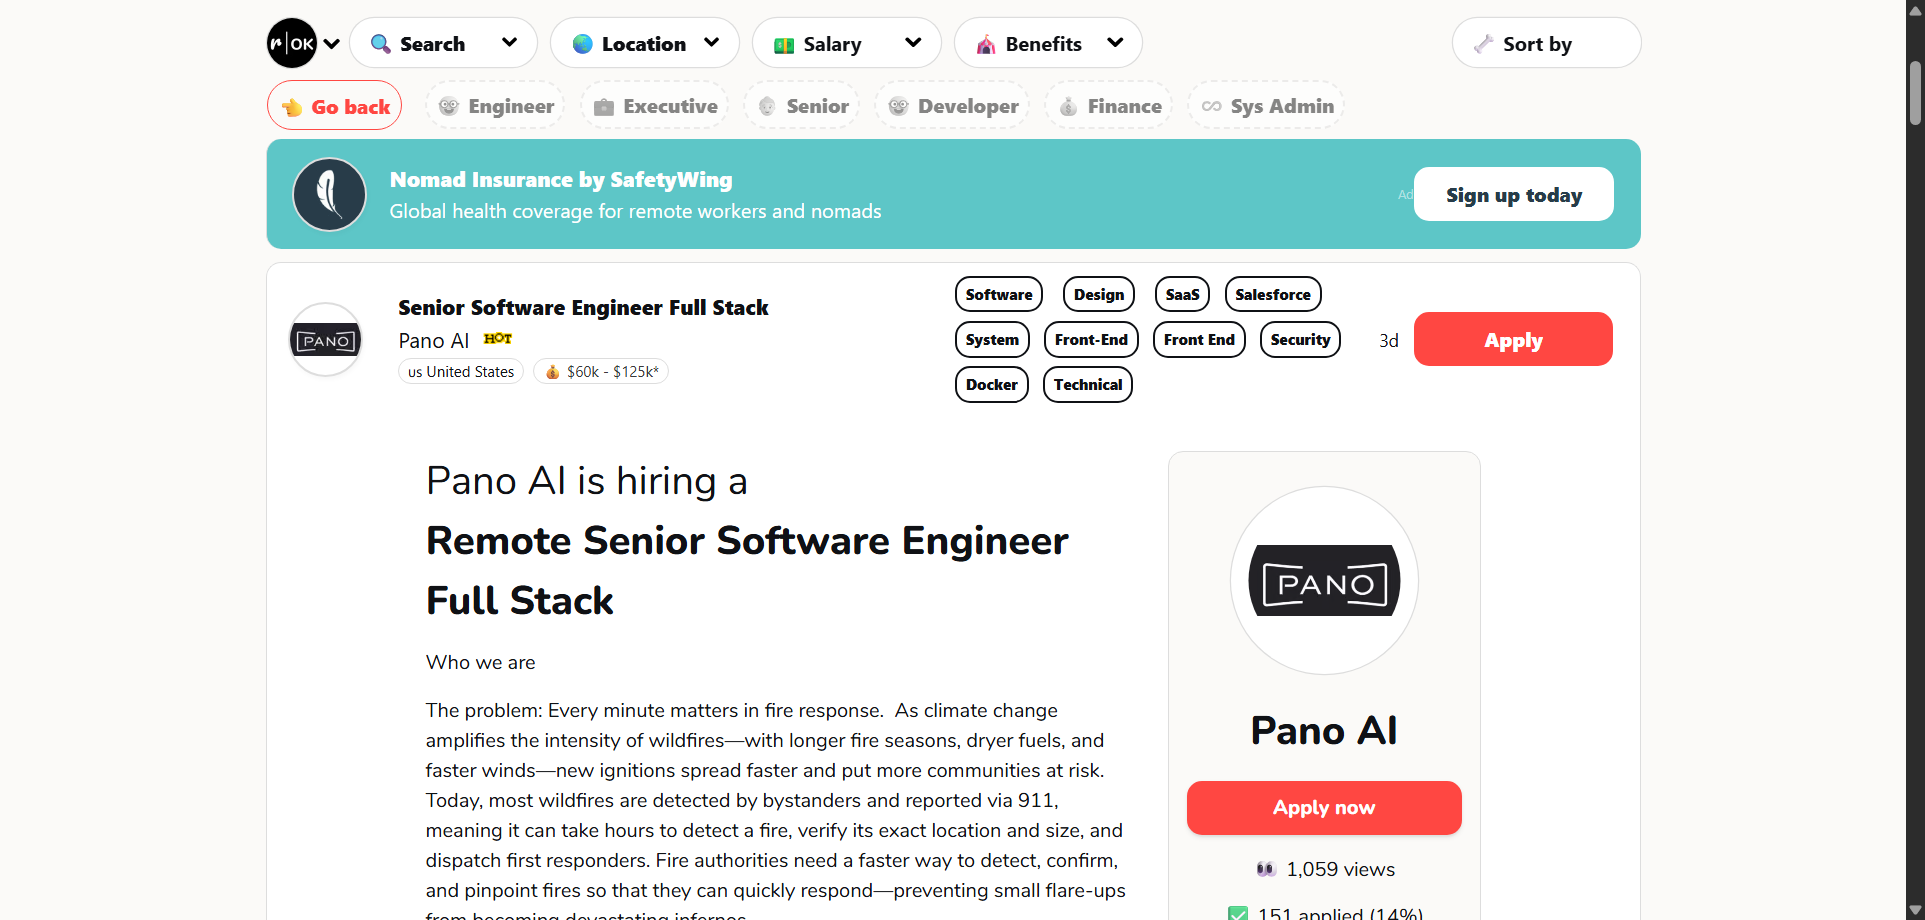 r|OK
Search
Location
Salary
Benefits
Sort by
Go back
Engineer
Executive
Senior
Developer
Finance
Sys Admin
Nomad Insurance by SafetyWing
Global health coverage for remote workers and nomads
Ad
Sign up today
PANO
Senior Software Engineer Full Stack
Pano AI HOT
us United States
$60k - $125k*
Software Design SaaS Salesforce
System Front-End Front End Security
Docker Technical
3d
Apply
Pano AI is hiring a
Remote Senior Software Engineer
Full Stack
Who we are
The problem: Every minute matters in fire response.  As climate change
amplifies the intensity of wildfires—with longer fire seasons, dryer fuels, and
faster winds—new ignitions spread faster and put more communities at risk.
Today, most wildfires are detected by bystanders and reported via 911,
meaning it can take hours to detect a fire, verify its exact location and size, and
dispatch first responders. Fire authorities need a faster way to detect, confirm,
and pinpoint fires so that they can quickly respond—preventing small flare-ups
from becoming devastating infernos.
PANO
Pano AI
Apply now
1,059 views
151 applied (14%)